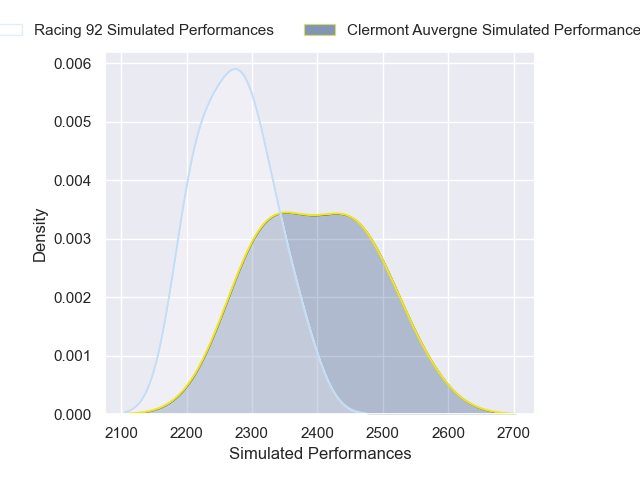 Racing 92 Simulated Performances
Clermont Auvergne Simulated Performance
0.006
0.005
0.004
0.003
0.002
0.001
0.000
Density
2100 2200 2300 2400 2500 2600 2700
Simulated Performances